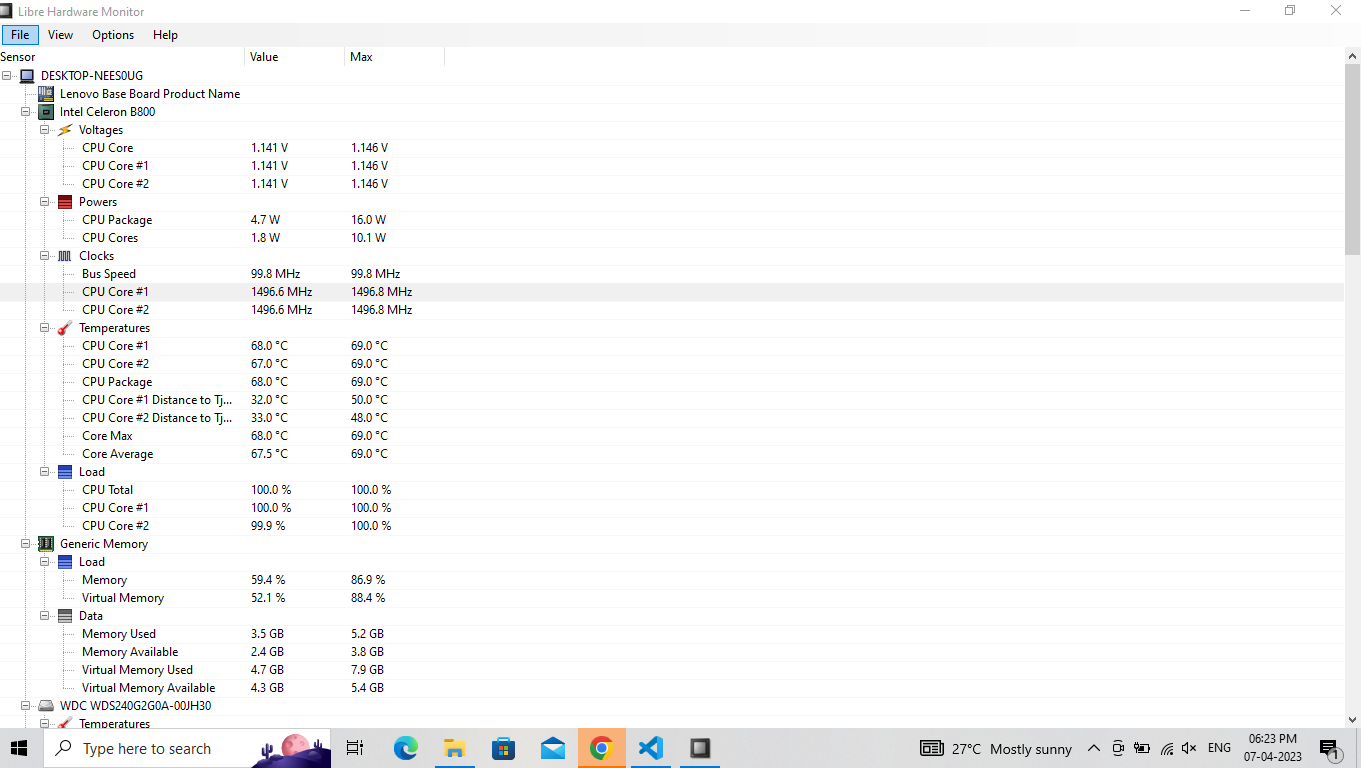 Libre Hardware Monitor
File View Options Help
Sensor Value Max
DESKTOP-NEES0UG
Lenovo Base Board Product Name
Intel Celeron B800
Voltages
CPU Core 1.141 V 1.146 V
CPU Core #1 1.141 V 1.146 V
CPU Core #2 1.141 V 1.146 V
Powers
CPU Package 4.7 W 16.0 W
CPU Cores 1.8 W 10.1 W
Clocks
Bus Speed 99.8 MHz 99.8 MHz
CPU Core #1 1496.6 MHz 1496.8 MHz
CPU Core #2 1496.6 MHz 1496.8 MHz
Temperatures
CPU Core #1 68.0 °C 69.0 °C
CPU Core #2 67.0 °C 69.0 °C
CPU Package 68.0 °C 69.0 °C
CPU Core #1 Distance to Tj... 32.0 °C 50.0 °C
CPU Core #2 Distance to Tj... 33.0 °C 48.0 °C
Core Max 68.0 °C 69.0 °C
Core Average 67.5 °C 69.0 °C
Load
CPU Total 100.0 % 100.0 %
CPU Core #1 100.0 % 100.0 %
CPU Core #2 99.9 % 100.0 %
Generic Memory
Load
Memory 59.4 % 86.9 %
Virtual Memory 52.1 % 88.4 %
Data
Memory Used 3.5 GB 5.2 GB
Memory Available 2.4 GB 3.8 GB
Virtual Memory Used 4.7 GB 7.9 GB
Virtual Memory Available 4.3 GB 5.4 GB
WDC WDS240G2G0A-00JH30
Temperatures
Type here to search 27°C Mostly sunny ENG 06:23 PM
07-04-2023 1